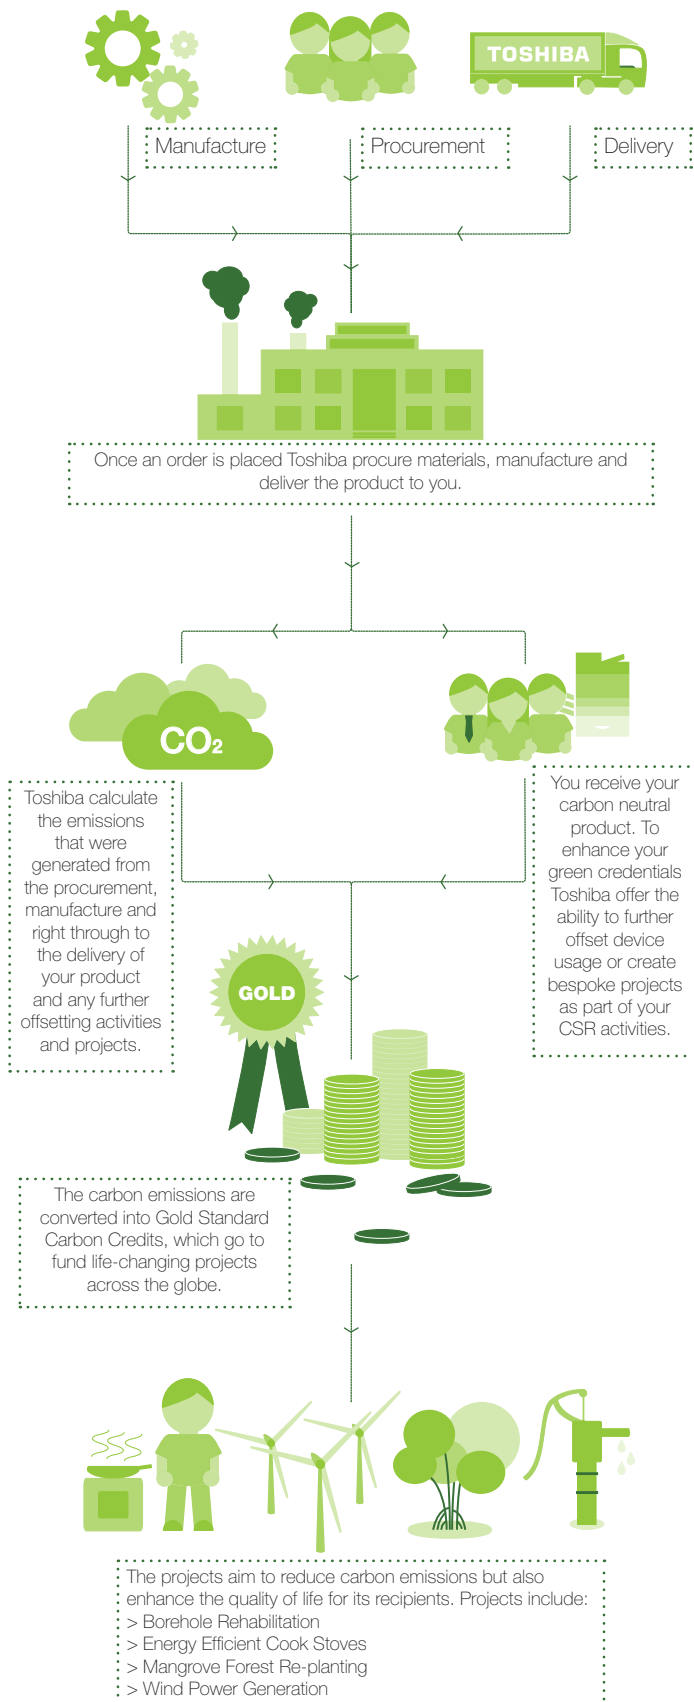 TOSHIBA
Manufacture
Procurement
Delivery
Once an order is placed Toshiba procure materials, manufacture and
deliver the product to you.
CO2
Toshiba calculate
the emissions
that were
generated from
the procurement,
manufacture and
right through to
the delivery of
your product
and any further
offsetting activities
and projects.
You receive your
carbon neutral
product. To
enhance your
green credentials
Toshiba offer the
ability to further
offset device
usage or create
bespoke projects
as part of your
CSR activities.
GOLD
The carbon emissions are
converted into Gold Standard
Carbon Credits, which go to
fund life-changing projects
across the globe.
The projects aim to reduce carbon emissions but also
enhance the quality of life for its recipients. Projects include:
> Borehole Rehabilitation
> Energy Efficient Cook Stoves
> Mangrove Forest Re-planting
> Wind Power Generation